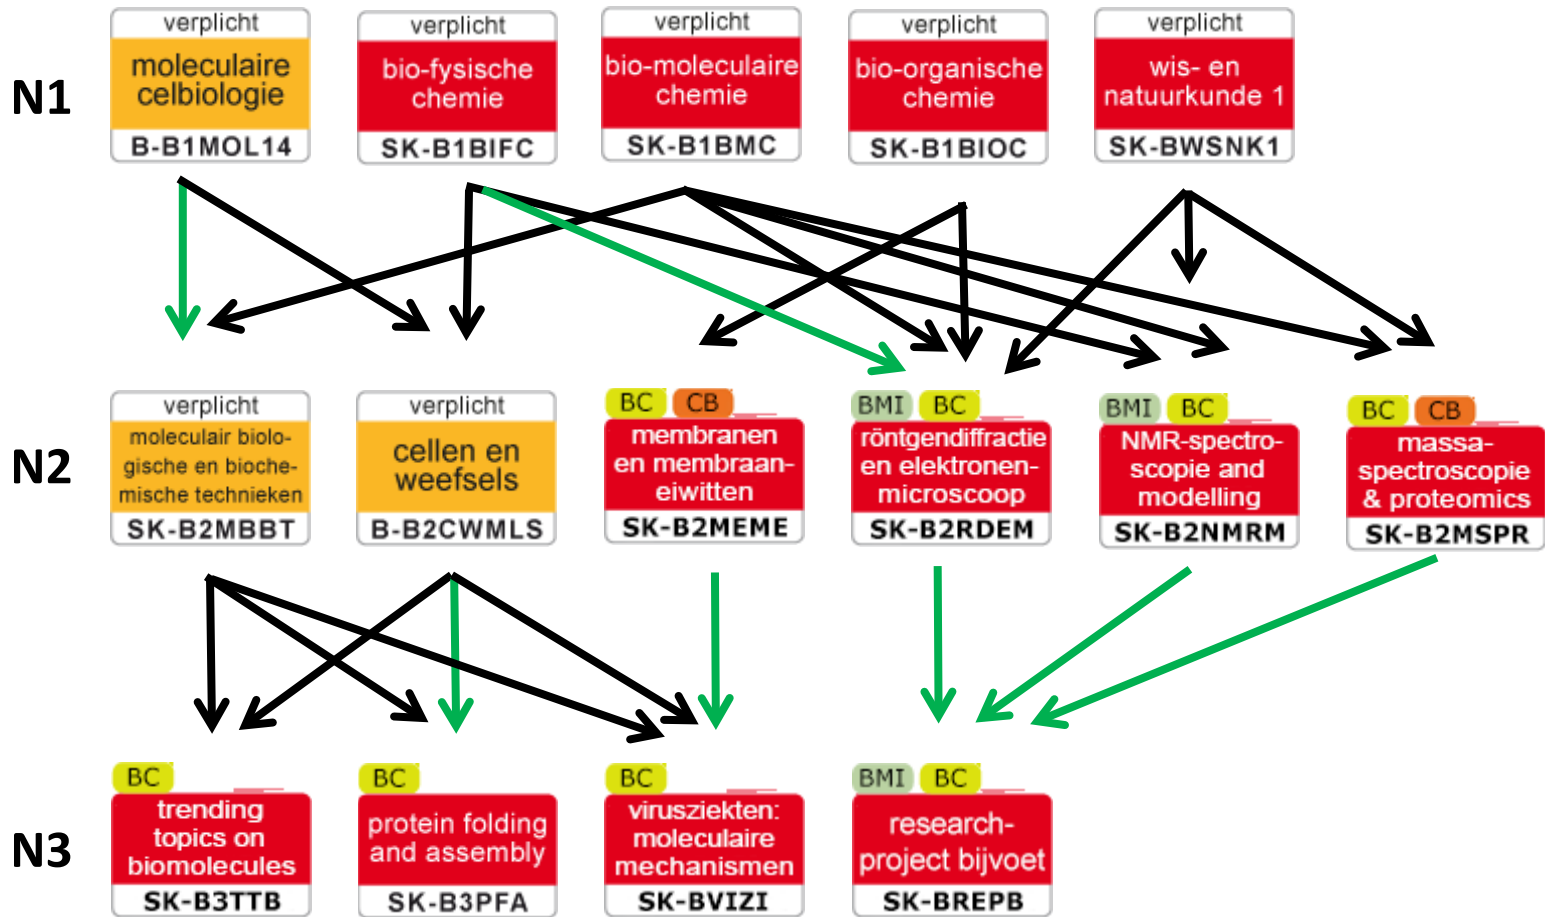 N1
verplicht
moleculaire
celbiologie
B-B1MOL14
verplicht
bio-fysische
chemie
SK-B1BIFC
verplicht
bio-moleculaire
chemie
SK-B1BMC
verplicht
bio-organische
chemie
SK-B1BIOC
verplicht
wis- en
natuurkunde 1
SK-BWSNK1
N2
verplicht
moleculair biolo-
gische en bioche-
mische technieken
SK-B2MBBT
verplicht
cellen en
weefsels
B-B2CWMLS
BC CB
membranen
en membraan-
eiwitten
SK-B2MEME
BMI BC
röntgendiffractie
en elektronen-
microscoop
SK-B2RDEM
BMI BC
NMR-spectro-
scopie and
modelling
SK-B2NMRM
BC CB
massa-
spectroscopie
& proteomics
SK-B2MSPR
N3
BC
trending
topics on
biomolecules
SK-B3TTB
BC
protein folding
and assembly
SK-B3PFA
BC
virusziekten:
moleculaire
mechanismen
SK-BVIZI
BMI BC
research-
project bijvoet
SK-BREPB